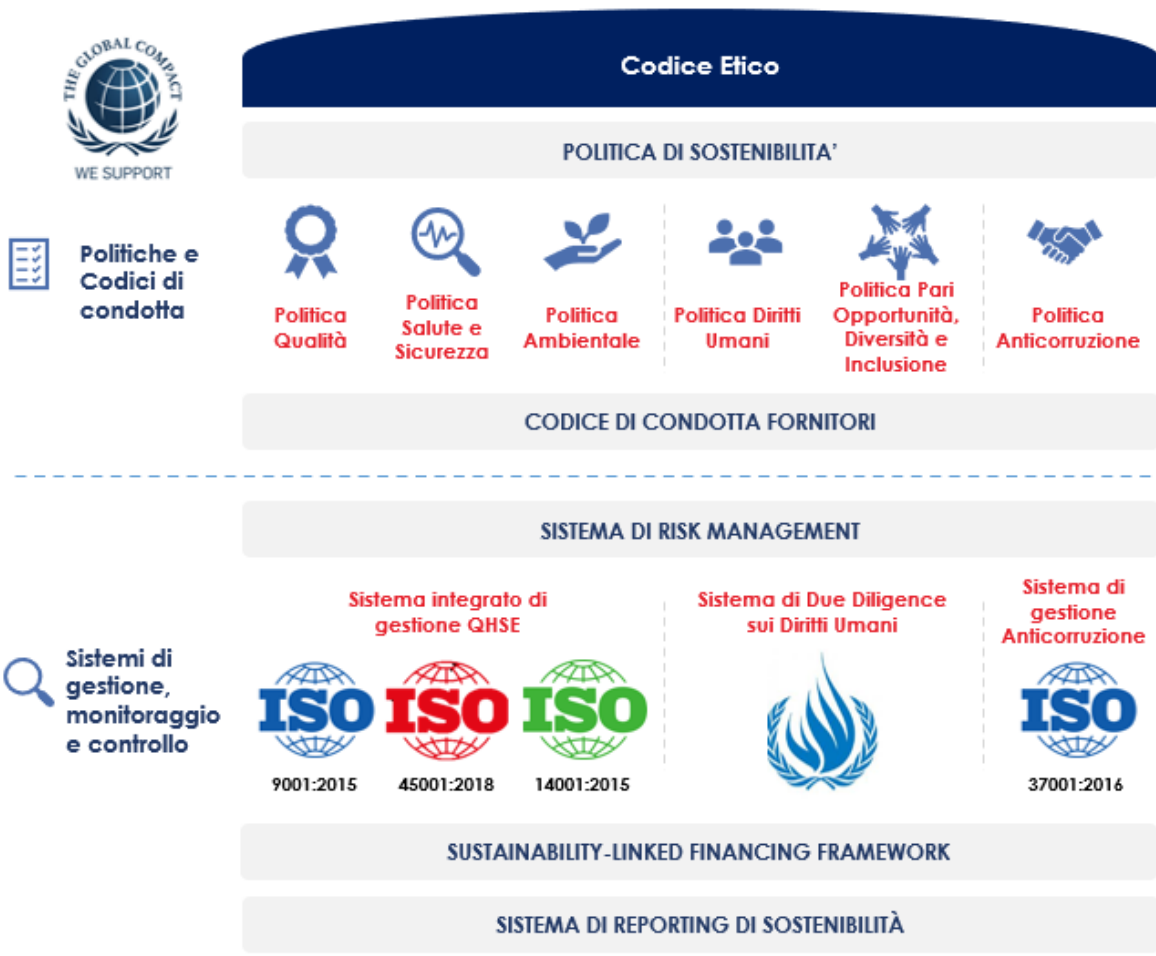 THE GLOBAL COMPACT
WE SUPPORT
Codice Etico
POLITICA DI SOSTENIBILITA'
Politiche e
Codici di
condotta
Politica
Qualità
Politica
Salute e
Sicurezza
Politica
Ambientale
Politica Diritti
Umani
Politica Pari
Opportunità,
Diversità e
Inclusione
Politica
Anticorruzione
CODICE DI CONDOTTA FORNITORI
SISTEMA DI RISK MANAGEMENT
Sistemi di
gestione,
monitoraggio
e controllo
Sistema integrato di
gestione QHSE
ISO
9001:2015
ISO
45001:2018
ISO
14001:2015
Sistema di Due Diligence
sui Diritti Umani
Sistema di
gestione
Anticorruzione
ISO
37001:2016
SUSTAINABILITY-LINKED FINANCING FRAMEWORK
SISTEMA DI REPORTING DI SOSTENIBILITÀ